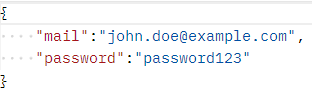 {
    "mail":"john.doe@example.com",
    "password":"password123"
}